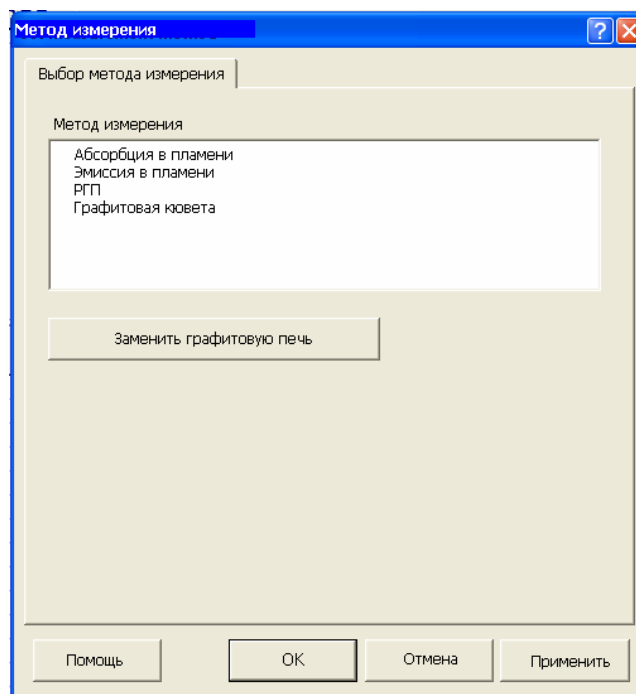 Метод измерения
Выбор метода измерения
Метод измерения
Абсорбция в пламени
Эмиссия в пламени
РГП
Графитовая кювета
Заменить графитовую печь
Помощь
OK
Отмена
Применить